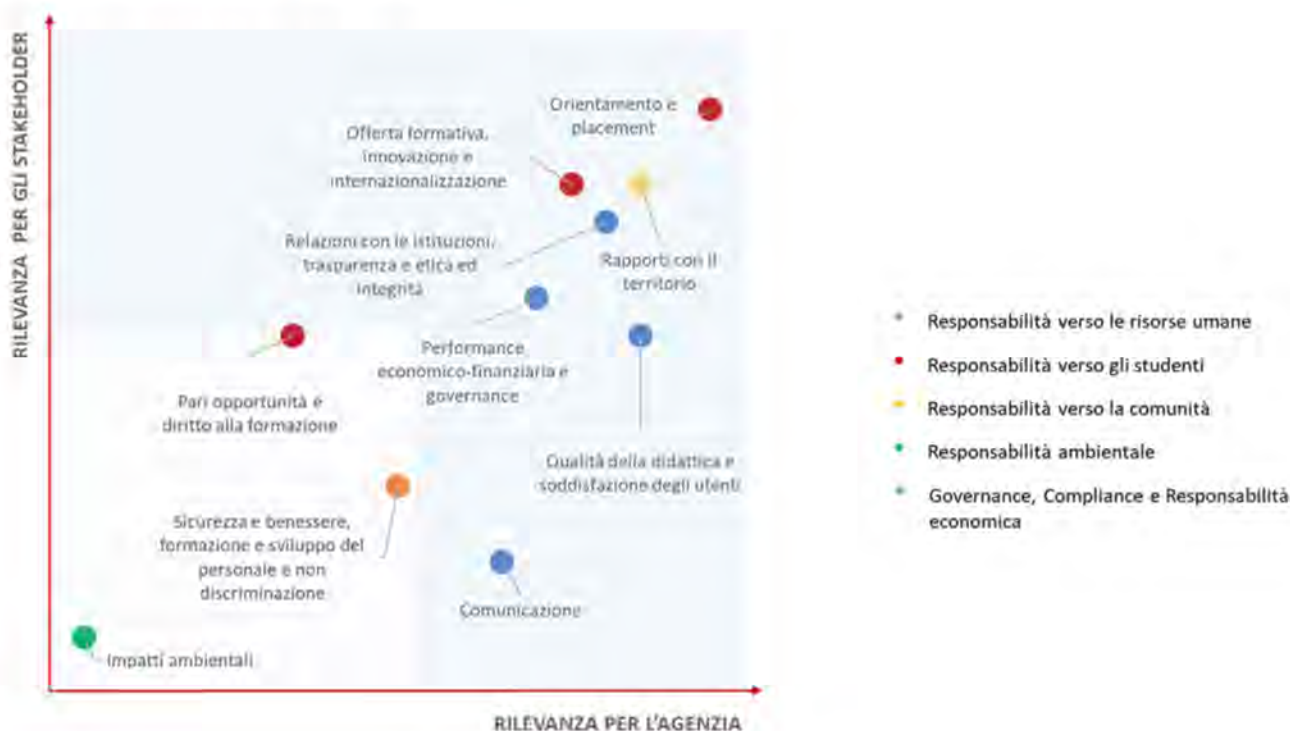 RILEVANZA PER GLI STAKEHOLDER
Orientamento e
placement
Offerta formativa,
innovazione e
internazionalizzazione
Relazioni con le istituzioni,
trasparenza e etica ed
integrità
Rapporti con il
territorio
Performance
economico-finanziaria e
governance
Pari opportunità e
diritto alla formazione
Qualità della didattica e
soddisfazione degli utenti
Sicurezza e benessere,
formazione e sviluppo del
personale e non
discriminazione
Comunicazione
Impatti ambientali
RILEVANZA PER L'AGENZIA
Responsabilità verso le risorse umane
Responsabilità verso gli studenti
Responsabilità verso la comunità
Responsabilità ambientale
Governance, Compliance e Responsabilità
economica